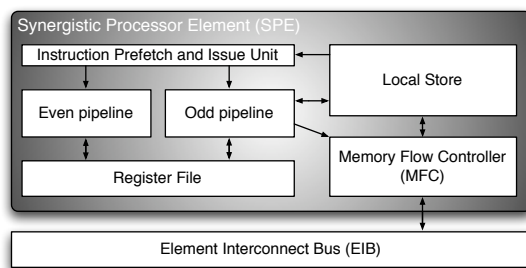 Synergistic Processor Element (SPE)
Instruction Prefetch and Issue Unit
Local Store
Even pipeline
Odd pipeline
Memory Flow Controller
(MFC)
Register File
Element Interconnect Bus (EIB)